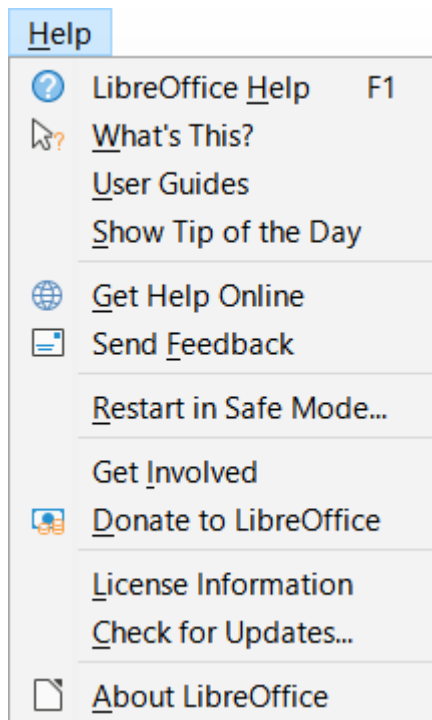 Help
LibreOffice Help F1
What's This?
User Guides
Show Tip of the Day
Get Help Online
Send Feedback
Restart in Safe Mode...
Get Involved
Donate to LibreOffice
License Information
Check for Updates...
About LibreOffice